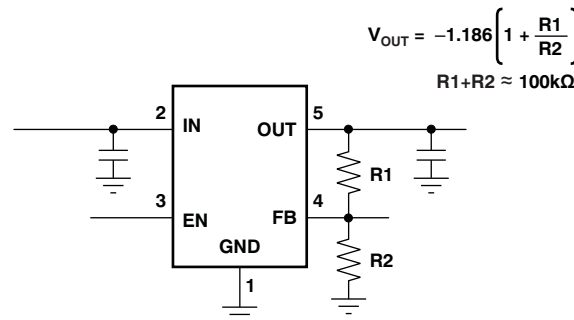 V_OUT = −1.186(1 + R1/R2)
R1+R2 ≈ 100kΩ
2
IN
OUT
5
R1
3
EN
FB
4
GND
R2
1